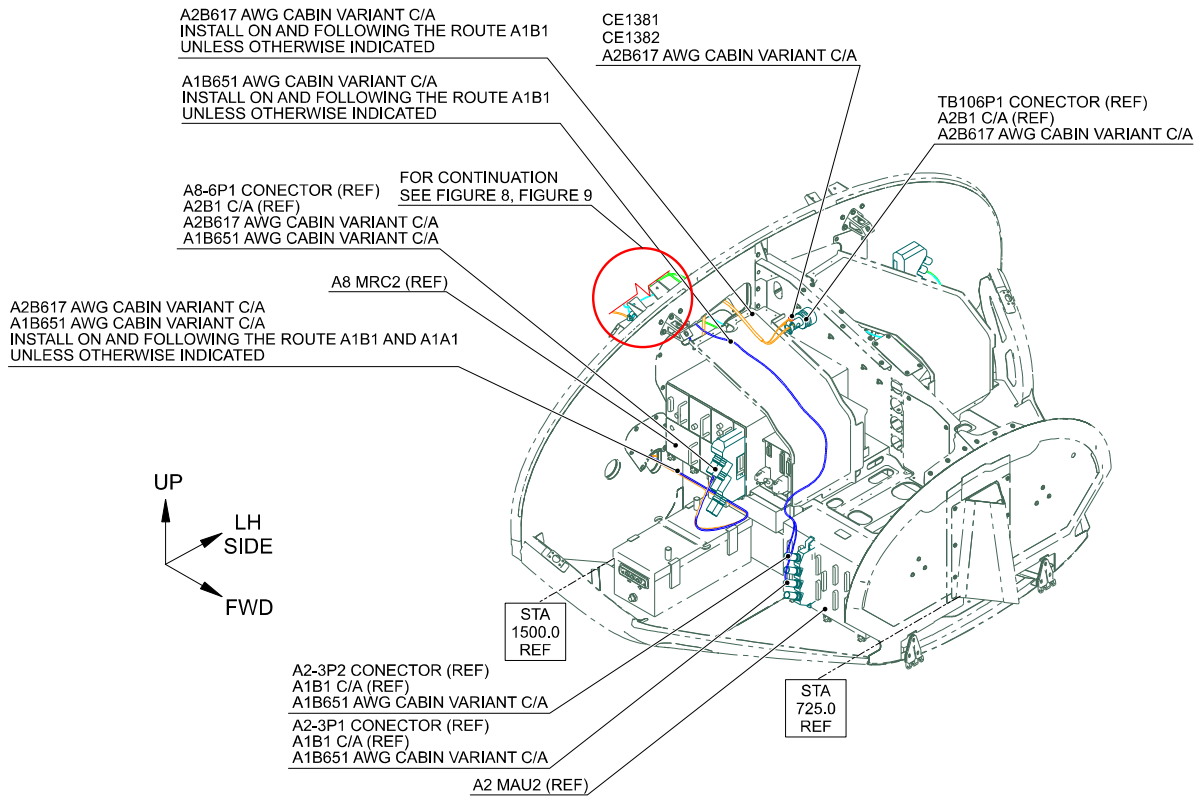 A2B617 AWG CABIN VARIANT C/A
INSTALL ON AND FOLLOWING THE ROUTE A1B1
UNLESS OTHERWISE INDICATED
CE1381
CE1382
A2B617 AWG CABIN VARIANT C/A
A1B651 AWG CABIN VARIANT C/A
INSTALL ON AND FOLLOWING THE ROUTE A1B1
UNLESS OTHERWISE INDICATED
TB106P1 CONECTOR (REF)
A2B1 C/A (REF)
A2B617 AWG CABIN VARIANT C/A
FOR CONTINUATION
SEE FIGURE 8, FIGURE 9
A8-6P1 CONECTOR (REF)
A2B1 C/A (REF)
A2B617 AWG CABIN VARIANT C/A
A1B651 AWG CABIN VARIANT C/A
A8 MRC2 (REF)
A2B617 AWG CABIN VARIANT C/A
A1B651 AWG CABIN VARIANT C/A
INSTALL ON AND FOLLOWING THE ROUTE A1B1 AND A1A1
UNLESS OTHERWISE INDICATED
UP
LH
SIDE
FWD
STA
1500.0
REF
A2-3P2 CONECTOR (REF)
A1B1 C/A (REF)
A1B651 AWG CABIN VARIANT C/A
STA
725.0
REF
A2-3P1 CONECTOR (REF)
A1B1 C/A (REF)
A1B651 AWG CABIN VARIANT C/A
A2 MAU2 (REF)